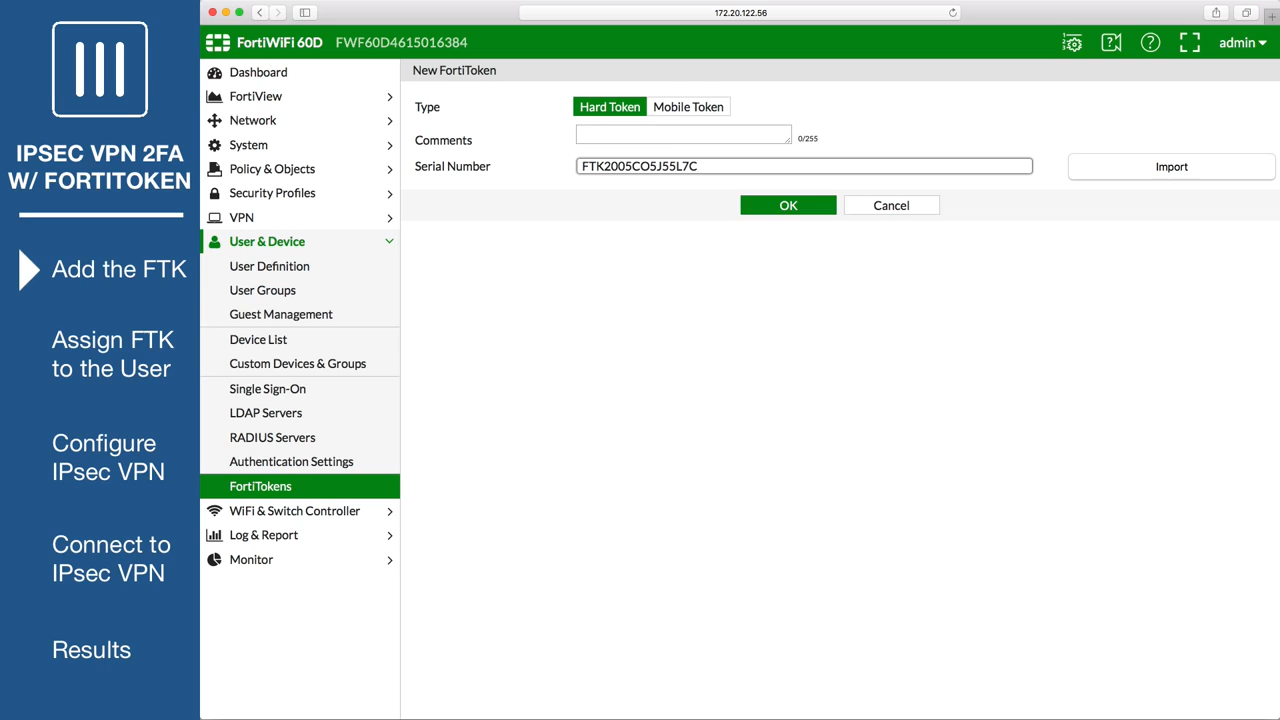 IPSEC VPN 2FA
W/ FORTITOKEN
Add the FTK
Assign FTK
to the User
Configure
IPsec VPN
Connect to
IPsec VPN
Results
172.20.122.56
FortiWiFi 60D FWF60D4615016384
admin
Dashboard
FortiView
Network
System
Policy & Objects
Security Profiles
VPN
User & Device
User Definition
User Groups
Guest Management
Device List
Custom Devices & Groups
Single Sign-On
LDAP Servers
RADIUS Servers
Authentication Settings
FortiTokens
WiFi & Switch Controller
Log & Report
Monitor
New FortiToken
Type Hard Token Mobile Token
Comments 0/255
Serial Number FTK2005CO5J55L7C Import
OK Cancel